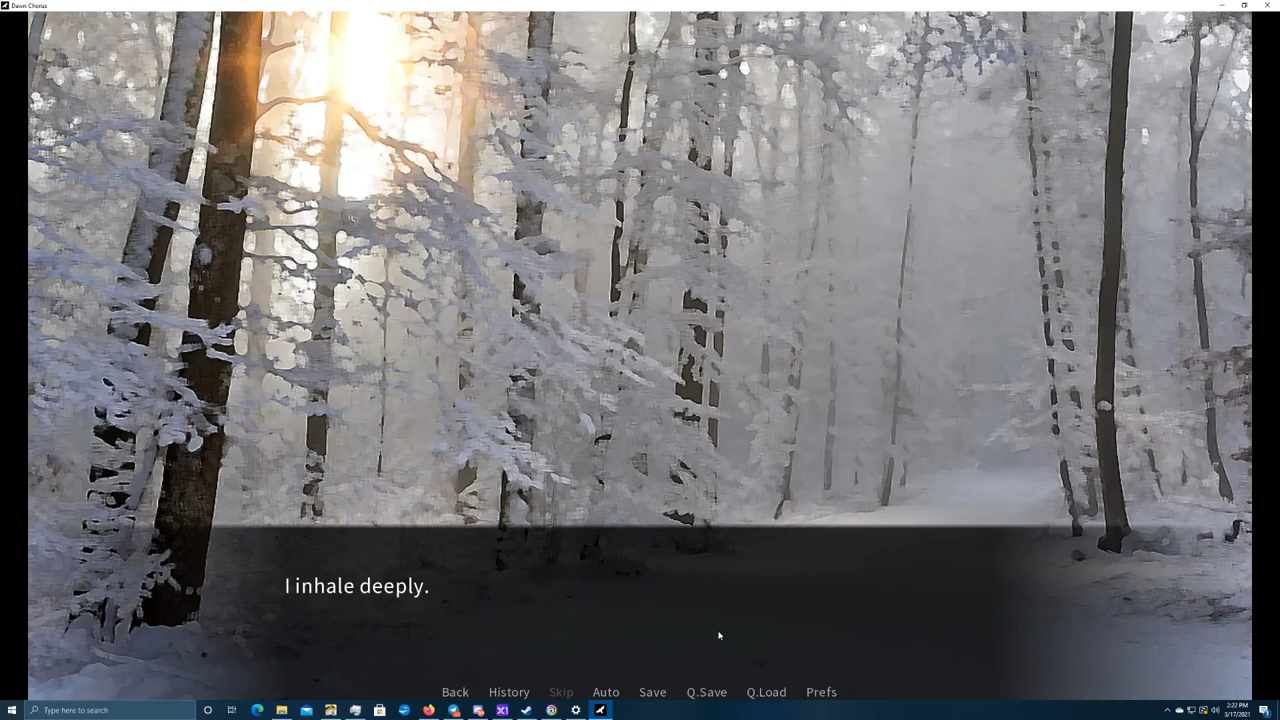 Dawn Chorus
I inhale deeply.
Back History Skip Auto Save Q.Save Q.Load Prefs
Type here to search
2:22 PM
3/17/2021